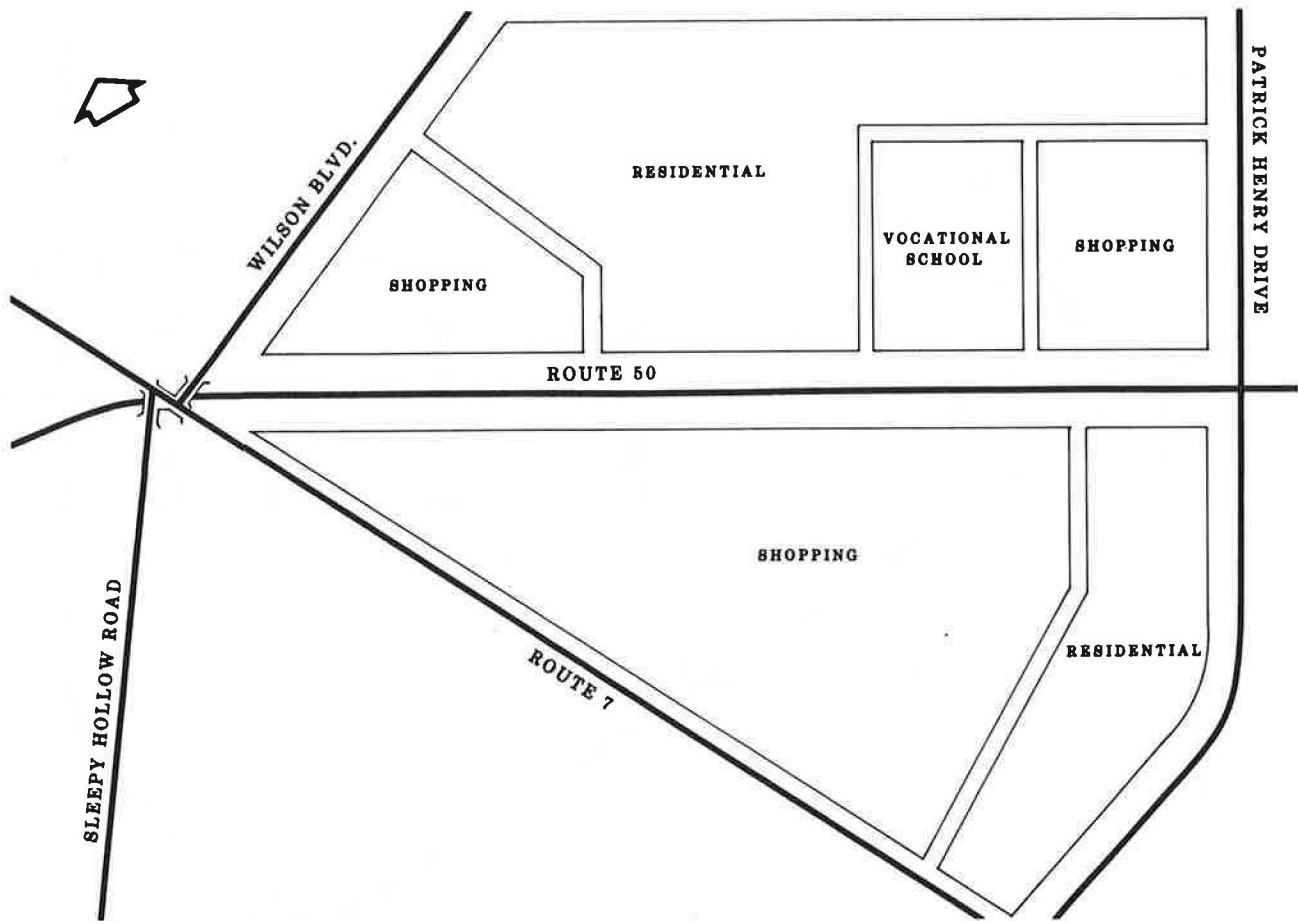 PATRICK HENRY DRIVE
WILSON BLVD.
RESIDENTIAL
VOCATIONAL
SCHOOL
SHOPPING
SHOPPING
ROUTE 50
SHOPPING
RESIDENTIAL
ROUTE 7
SLEEPY HOLLOW ROAD